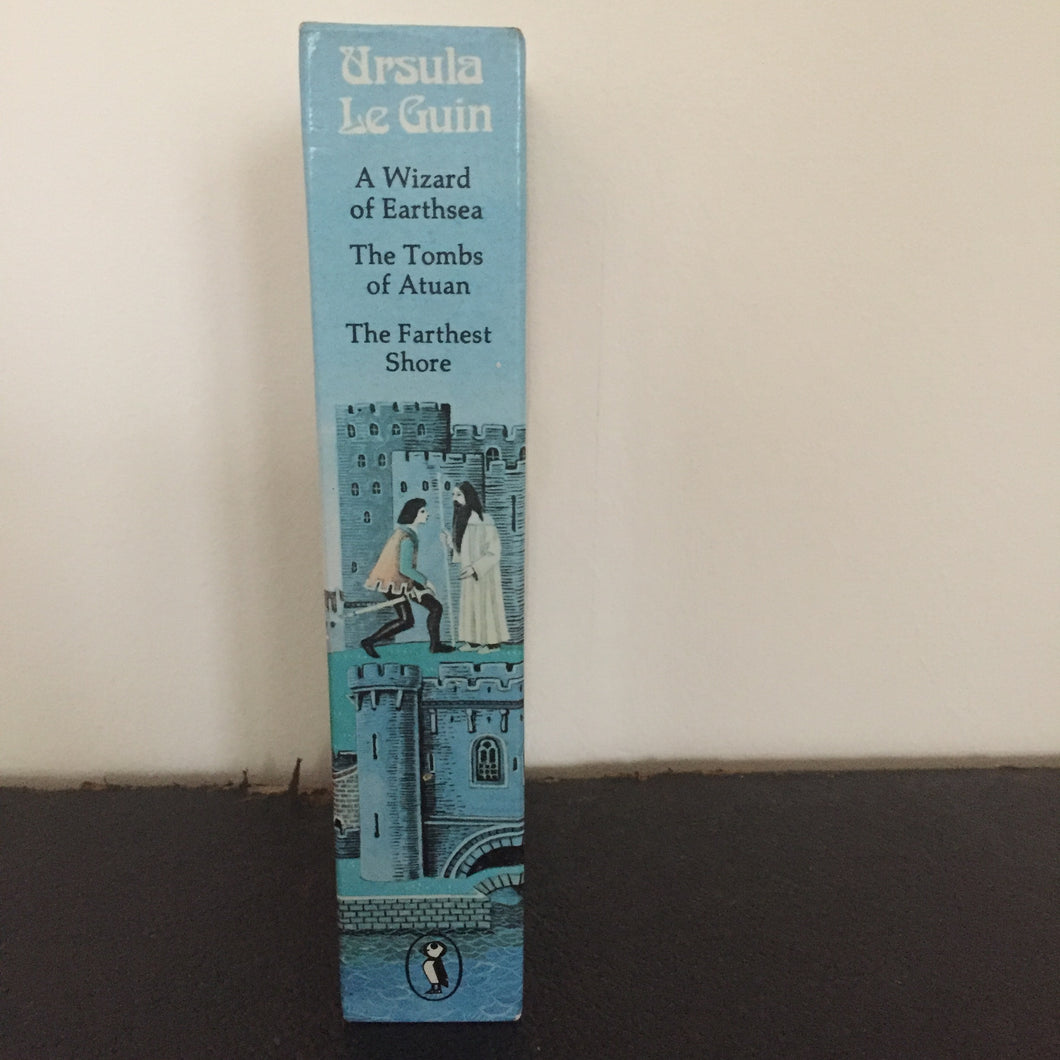 Ursula
Le Guin
A Wizard
of Earthsea
The Tombs
of Atuan
The Farthest
Shore